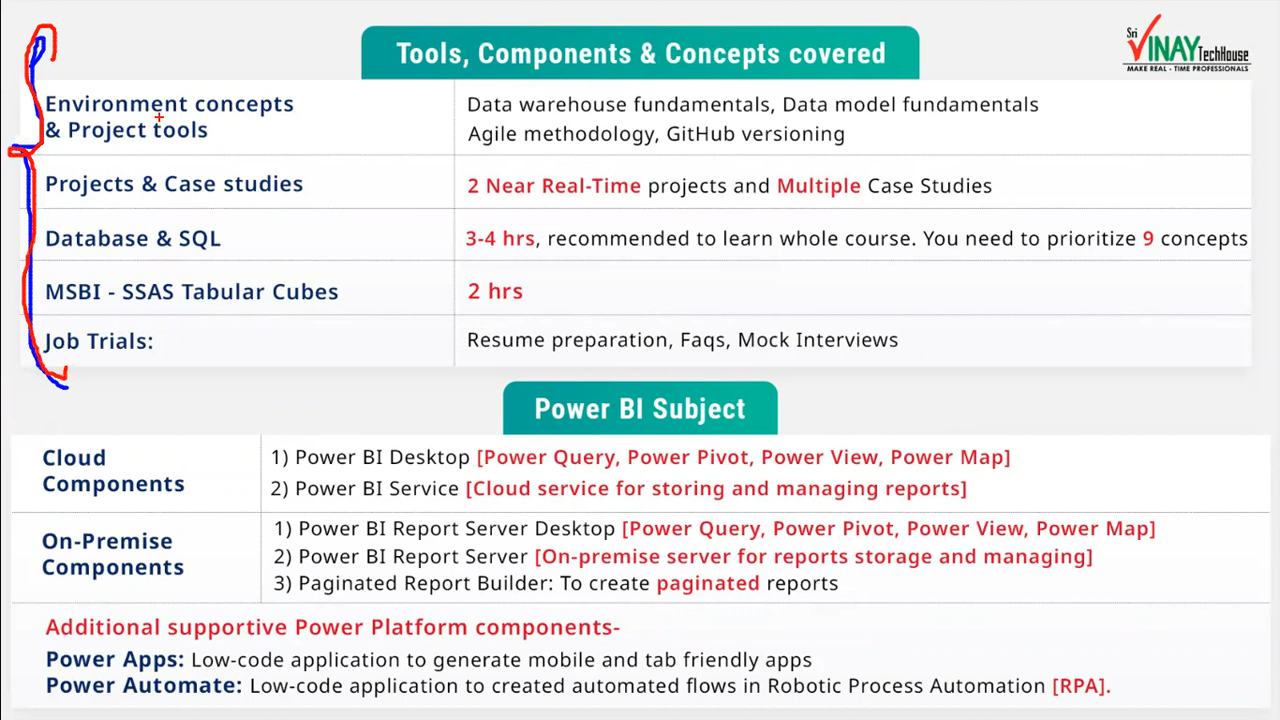 Tools, Components & Concepts covered
Sri
VINAY TechHouse
MAKE REAL - TIME PROFESSIONALS
Environment concepts
& Project tools
Data warehouse fundamentals, Data model fundamentals
Agile methodology, GitHub versioning
Projects & Case studies
2 Near Real-Time projects and Multiple Case Studies
Database & SQL
3-4 hrs, recommended to learn whole course. You need to prioritize 9 concepts
MSBI - SSAS Tabular Cubes
2 hrs
Job Trials:
Resume preparation, Faqs, Mock Interviews
Power BI Subject
Cloud
Components
1) Power BI Desktop [Power Query, Power Pivot, Power View, Power Map]
2) Power BI Service [Cloud service for storing and managing reports]
On-Premise
Components
1) Power BI Report Server Desktop [Power Query, Power Pivot, Power View, Power Map]
2) Power BI Report Server [On-premise server for reports storage and managing]
3) Paginated Report Builder: To create paginated reports
Additional supportive Power Platform components-
Power Apps: Low-code application to generate mobile and tab friendly apps
Power Automate: Low-code application to created automated flows in Robotic Process Automation [RPA].